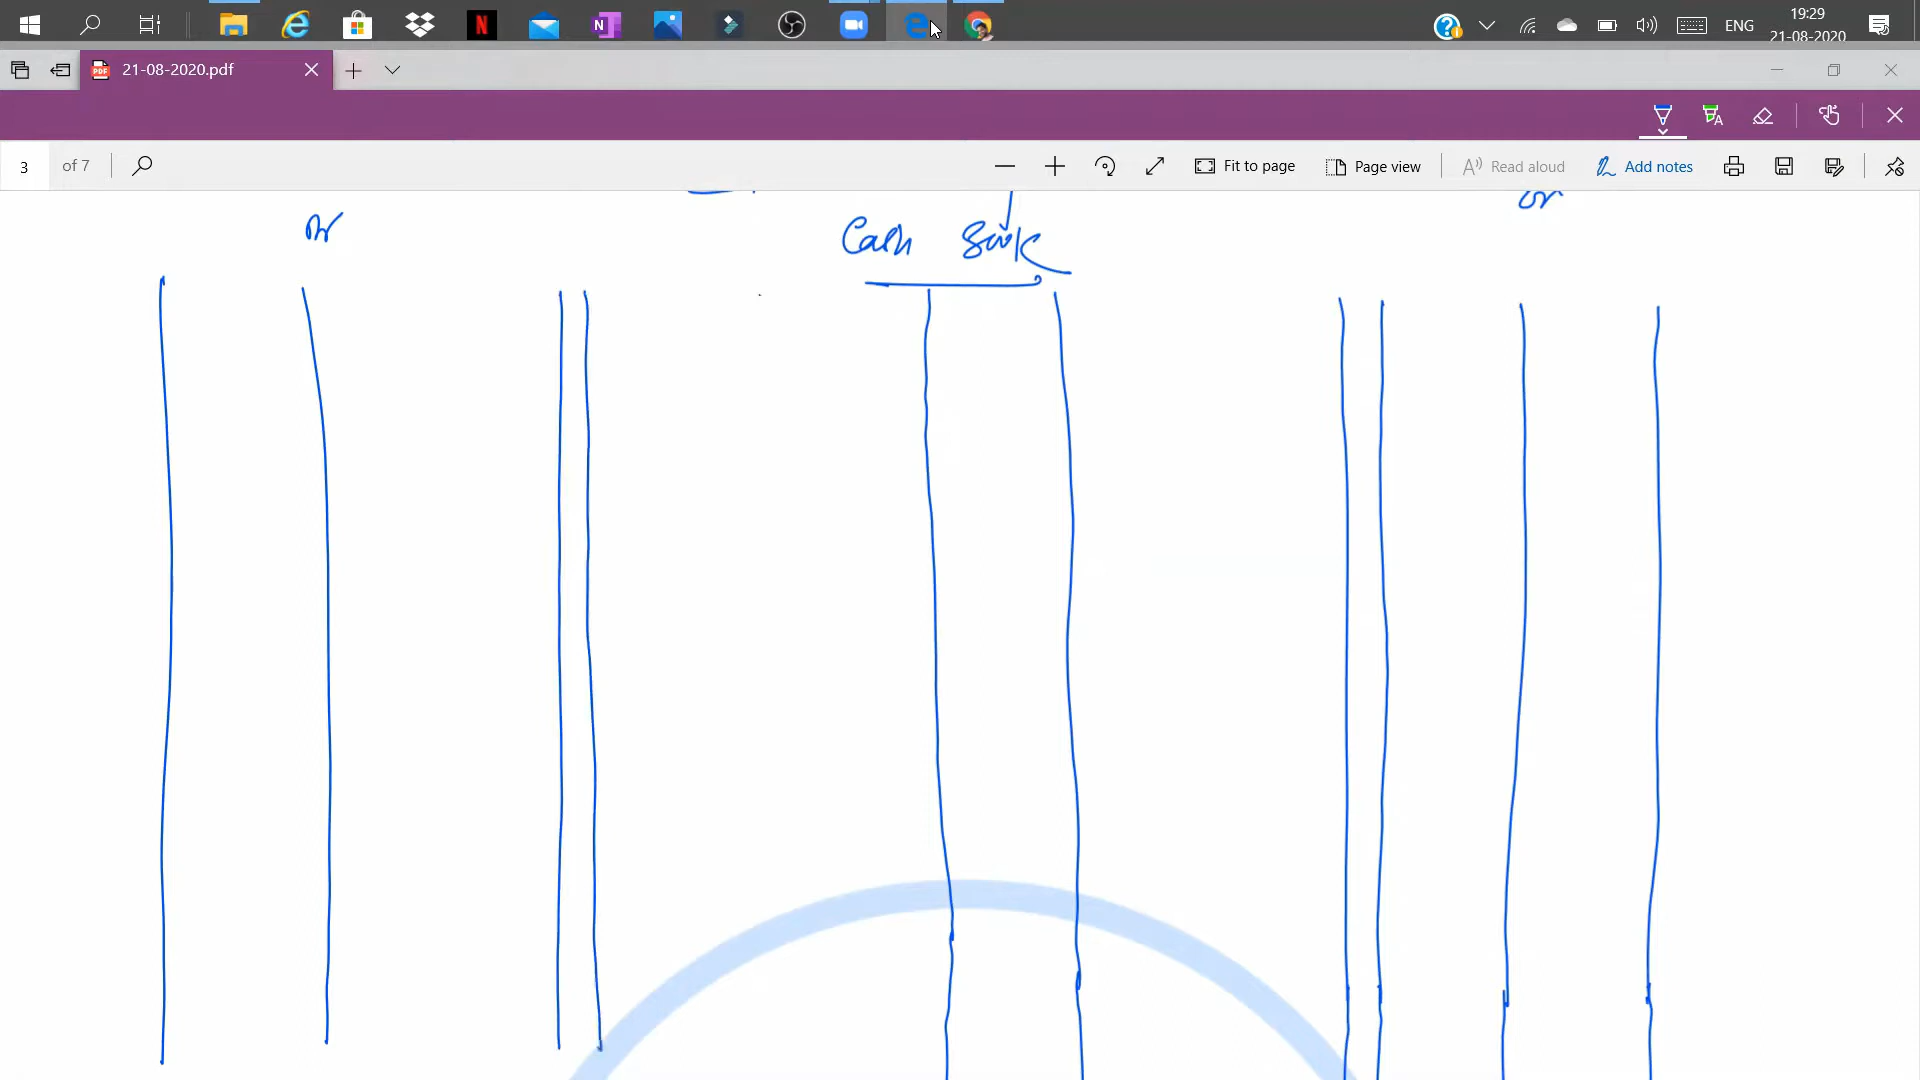 19:29
ENG
21-08-2020
21-08-2020.pdf
3 of 7
Fit to page
Page view
Read aloud
Add notes
Dr
Cash Book